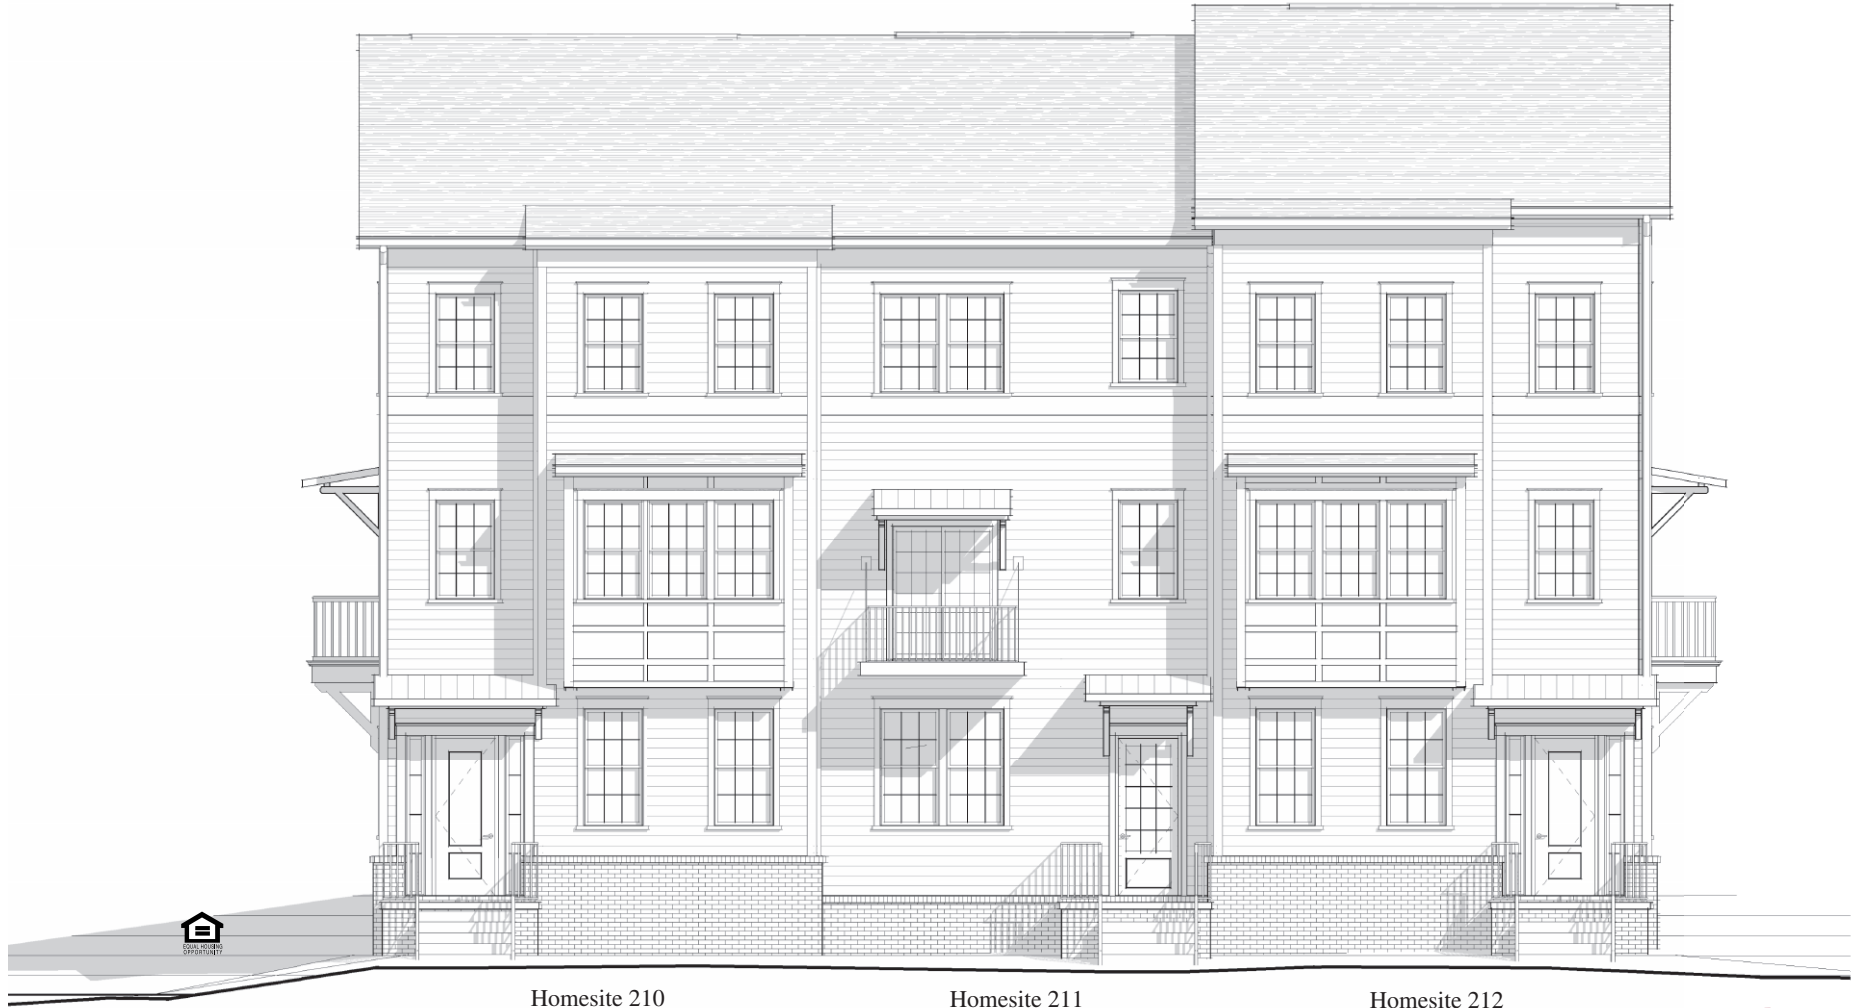 EQUAL HOUSING
OPPORTUNITY
Homesite 210
Homesite 211
Homesite 212